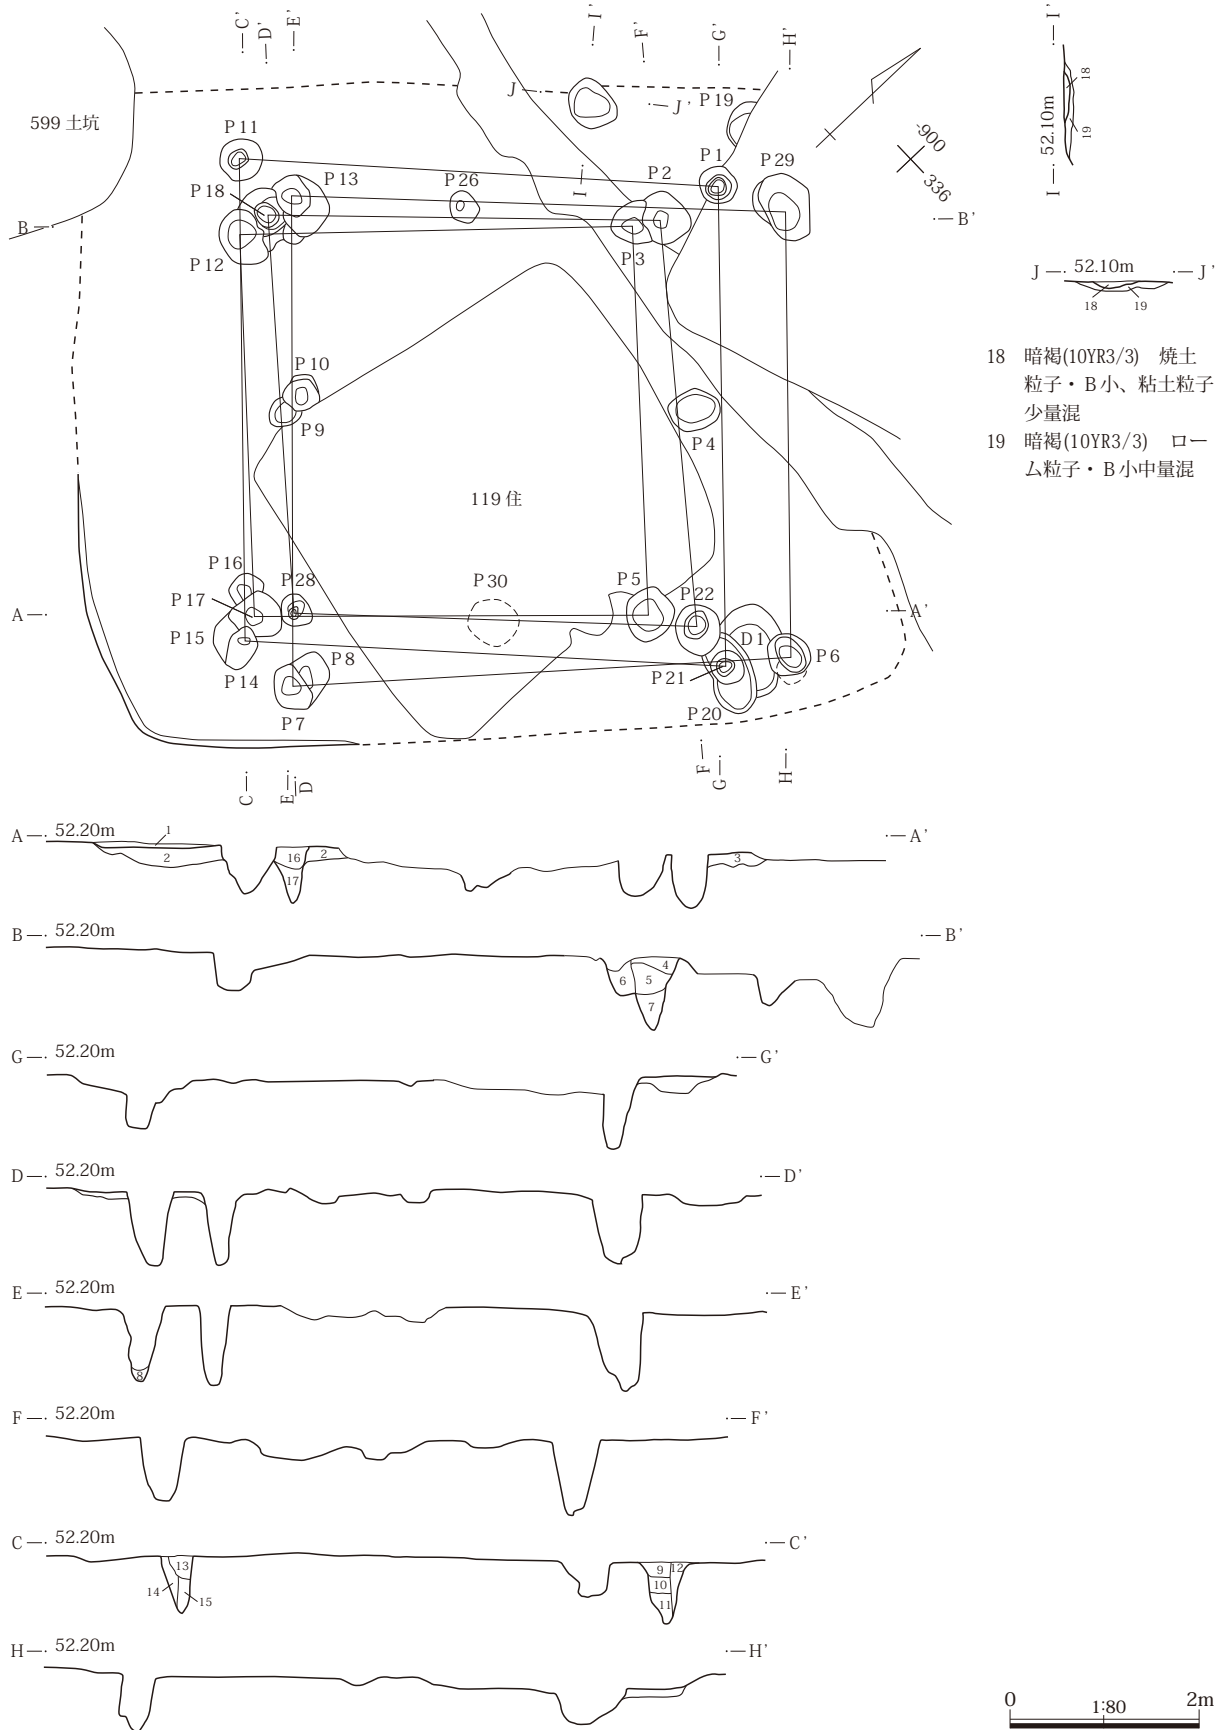 C'
D'
E'
I'
F'
G'
H'
I'
J
J'
P19
599 土坑
P11
P18
P13
P26
P2
P1
P29
-900
336
I
52.10m
18
19
I
B
B'
P12
P3
J 52.10m J'
18 19
P10
P9
P4
18 暗褐(10YR3/3) 焼土
粒子・B小、粘土粒子
少量混
19 暗褐(10YR3/3) ロー
ム粒子・B小中量混
119 住
P16
P28
P30
P5
P22
A
P17
A'
P15
D1
P8
P6
P14
P21
P7
P20
C
E
D
F
G
H
A 52.20m A'
1
2
16
2
17
3
B 52.20m B'
4
6
5
7
G 52.20m G'
D 52.20m D'
E 52.20m E'
8
F 52.20m F'
C 52.20m C'
13
14
15
9
12
10
11
H 52.20m H'
0 1:80 2m